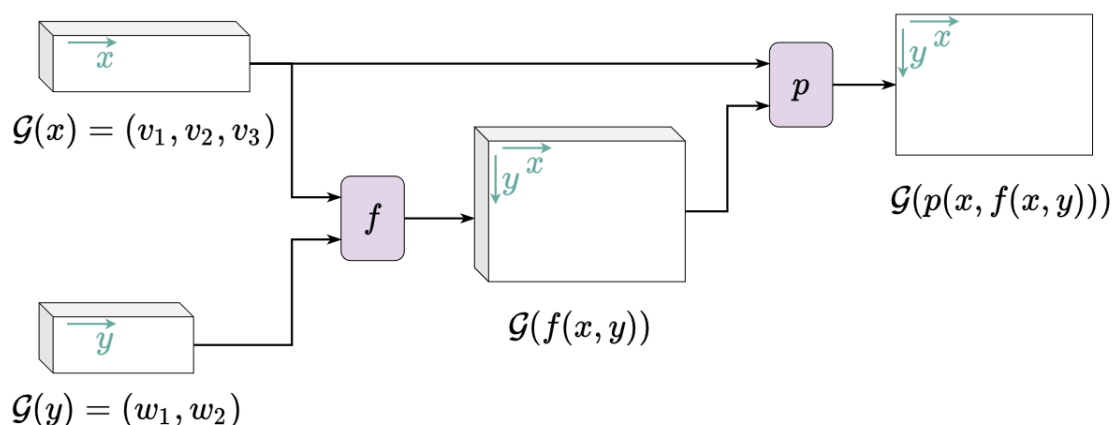 x
𝒢(x) = (v₁, v₂, v₃)
y
𝒢(y) = (w₁, w₂)
f
y x
𝒢(f(x, y))
p
y x
𝒢(p(x, f(x, y)))